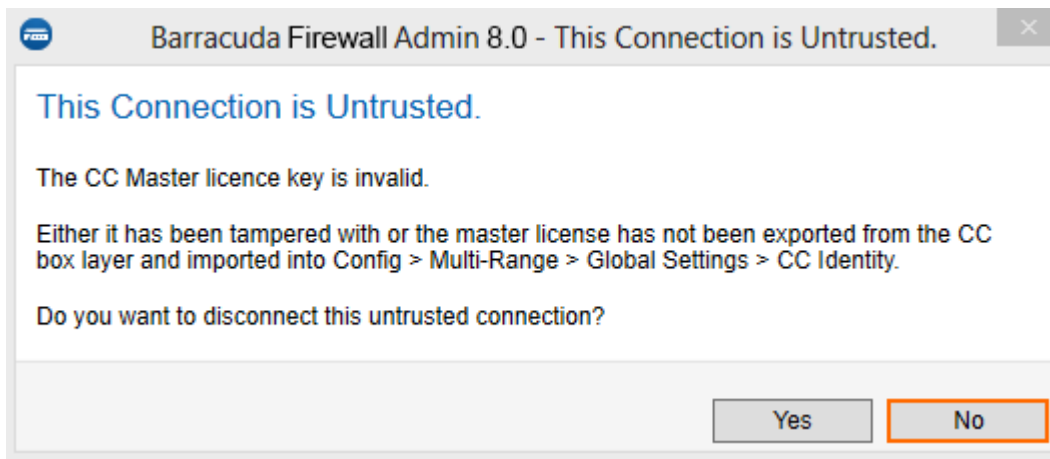 Barracuda Firewall Admin 8.0 - This Connection is Untrusted.
This Connection is Untrusted.
The CC Master licence key is invalid.
Either it has been tampered with or the master license has not been exported from the CC
box layer and imported into Config > Multi-Range > Global Settings > CC Identity.
Do you want to disconnect this untrusted connection?
Yes
No